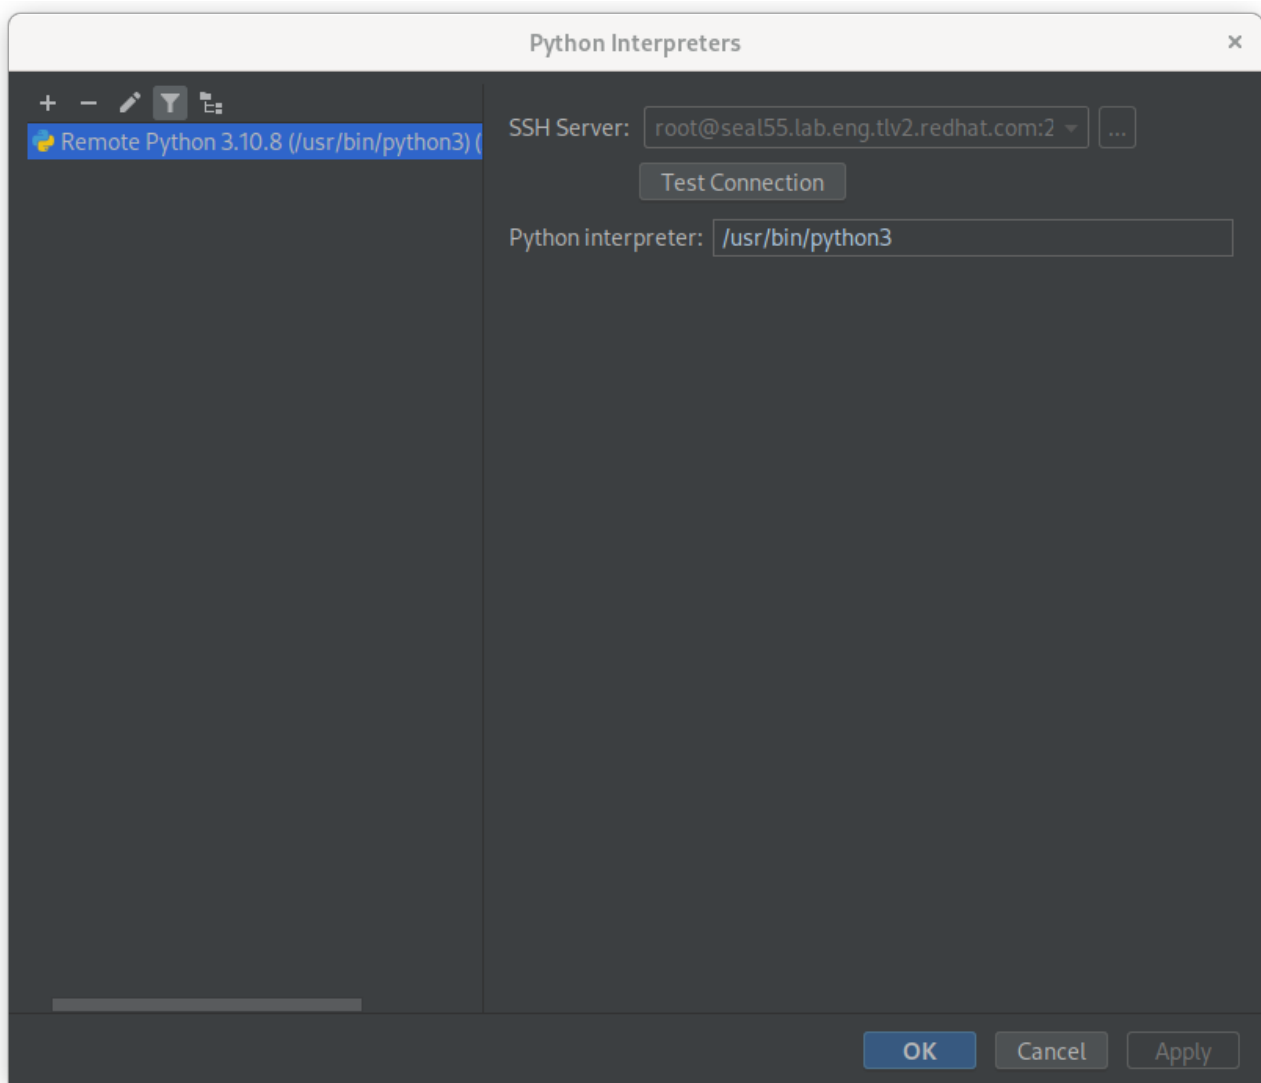 Python Interpreters
Remote Python 3.10.8 (/usr/bin/python3) (
SSH Server: root@seal55.lab.eng.tlv2.redhat.com:2 ...
Test Connection
Python interpreter: /usr/bin/python3
OK Cancel Apply